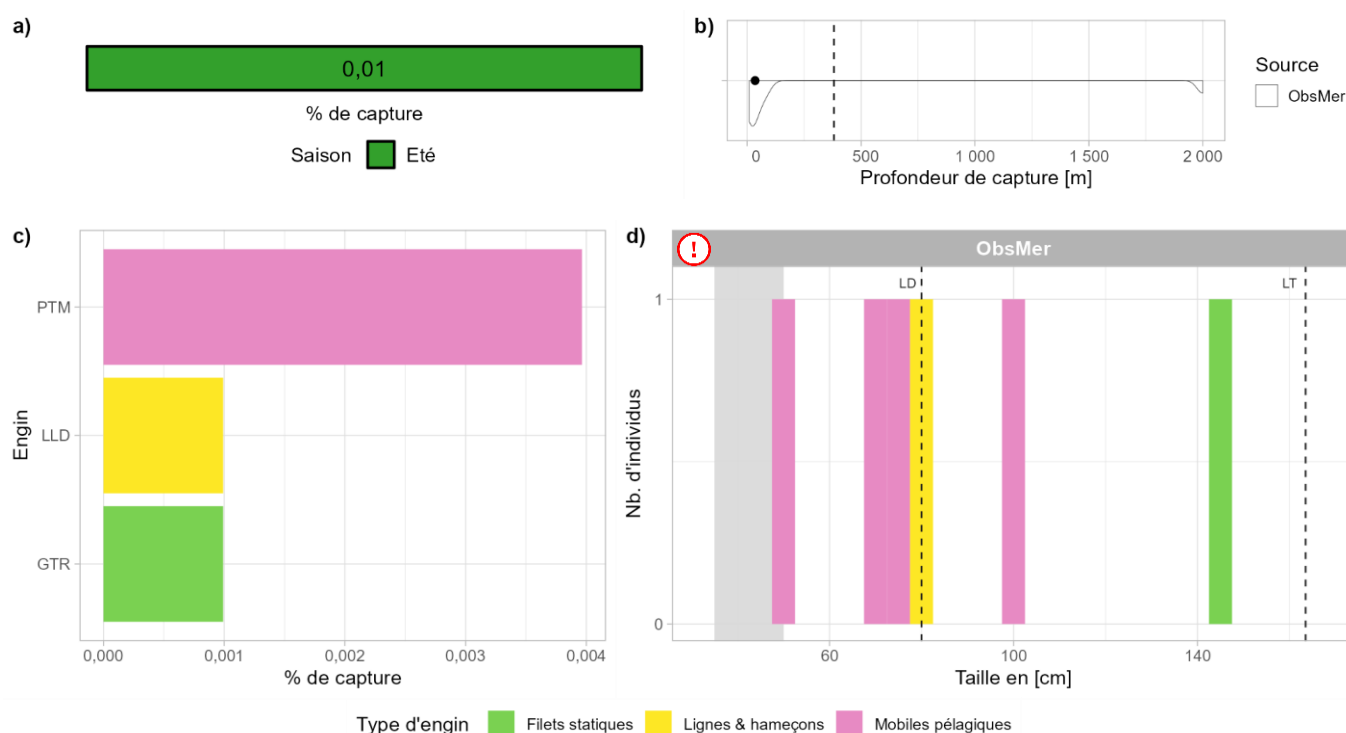 a)
0,01
% de capture
Saison Eté
b)
0 500 1 000 1 500 2 000
Profondeur de capture [m]
Source
ObsMer
c)
Engin
PTM
LLD
GTR
0,000 0,001 0,002 0,003 0,004
% de capture
d)
!
ObsMer
LD LT
Nb. d'individus
1
0
60 100 140
Taille en [cm]
Type d'engin Filets statiques Lignes & hameçons Mobiles pélagiques